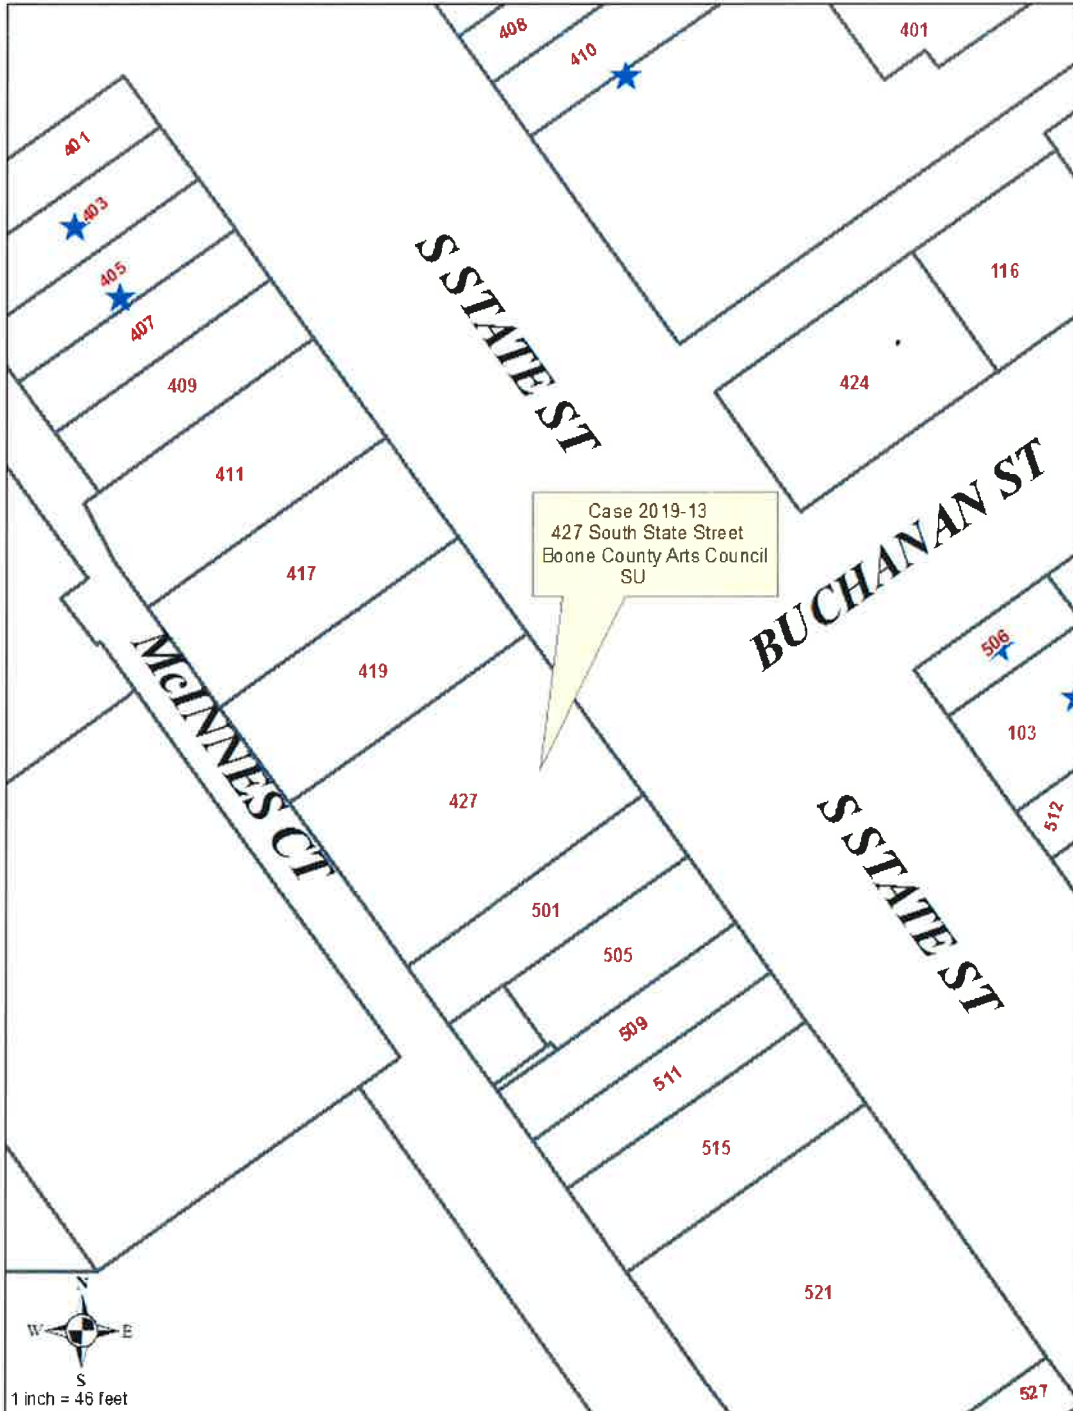 408
410
401
401
403
405
407
409
411
417
419
427
501
505
509
511
515
521
527
116
424
506
103
512
S STATE ST
BUCHANAN ST
McINNES CT
S STATE ST
Case 2019-13
427 South State Street
Boone County Arts Council
SU
N
W E
S
1 inch = 46 feet